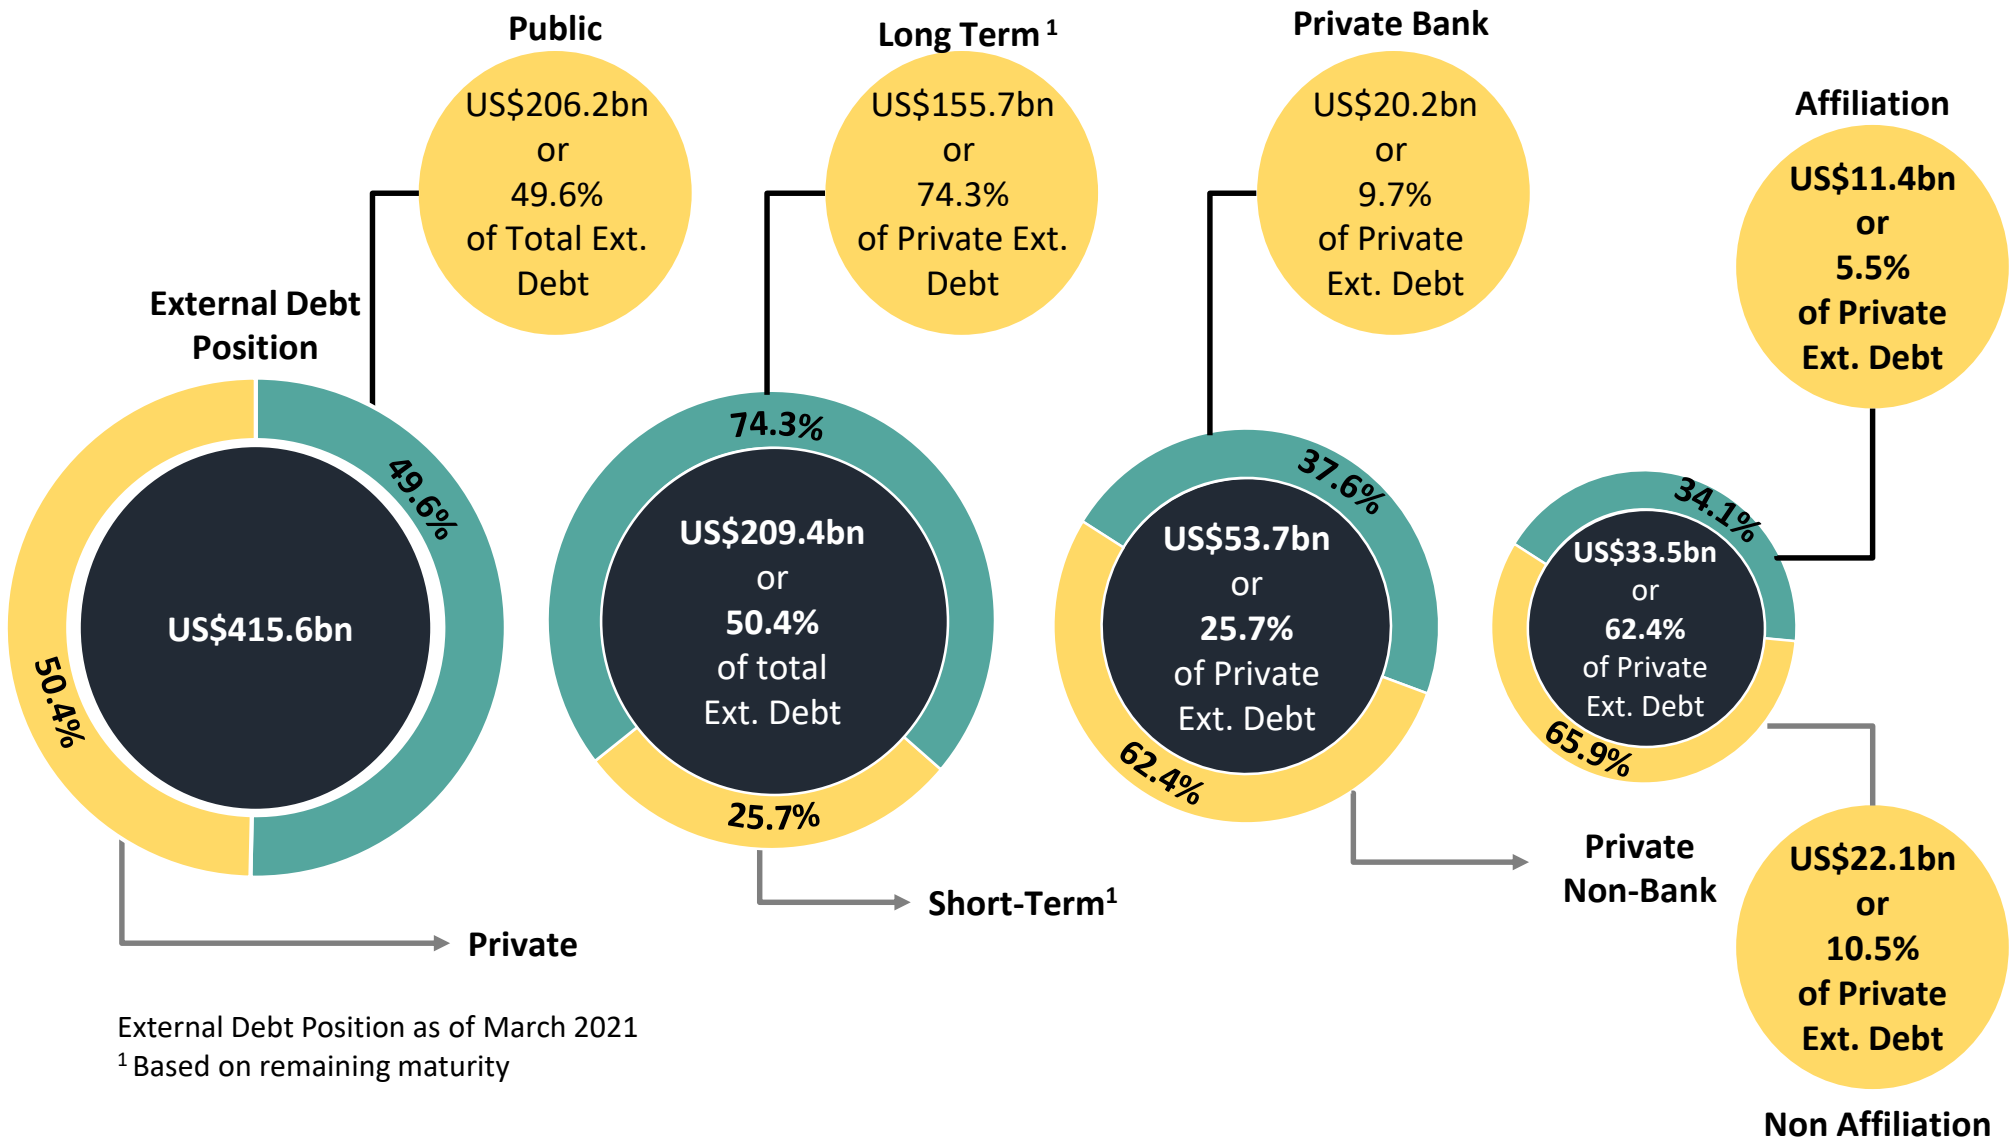 Public
US$206.2bn
or
49.6%
of Total Ext.
Debt
Long Term 1
US$155.7bn
or
74.3%
of Private Ext.
Debt
Private Bank
US$20.2bn
or
9.7%
of Private
Ext. Debt
Affiliation
US$11.4bn
or
5.5%
of Private
Ext. Debt
External Debt
Position
49.6%
US$415.6bn
50.4%
Private
74.3%
US$209.4bn
or
50.4%
of total
Ext. Debt
25.7%
Short-Term1
37.6%
US$53.7bn
or
25.7%
of Private
Ext. Debt
62.4%
Private
Non-Bank
34.1%
US$33.5bn
or
62.4%
of Private
Ext. Debt
65.9%
US$22.1bn
or
10.5%
of Private
Ext. Debt
Non Affiliation
External Debt Position as of March 2021
1 Based on remaining maturity